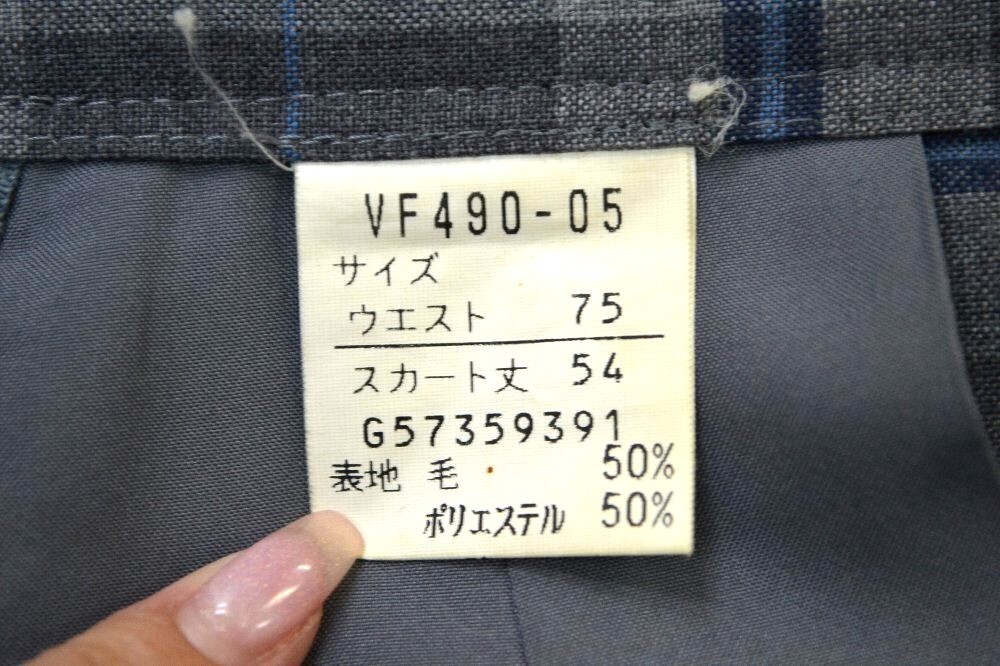 VF490-05
サイズ
ウエスト 75
スカート丈 54
G57359391
表地 毛 50%
ポリエステル 50%